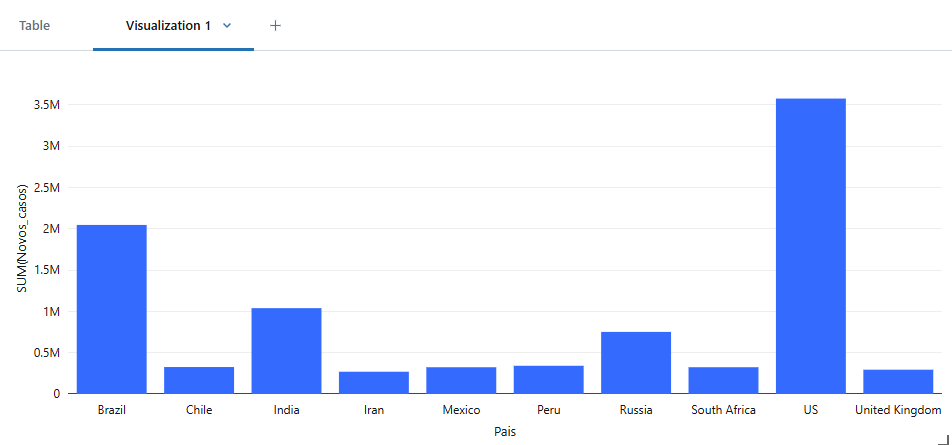 Table
Visualization 1
3.5M
3M
2.5M
2M
1.5M
1M
0.5M
0
SUM(Novos_casos)
Brazil Chile India Iran Mexico Peru Russia South Africa US United Kingdom
Pais